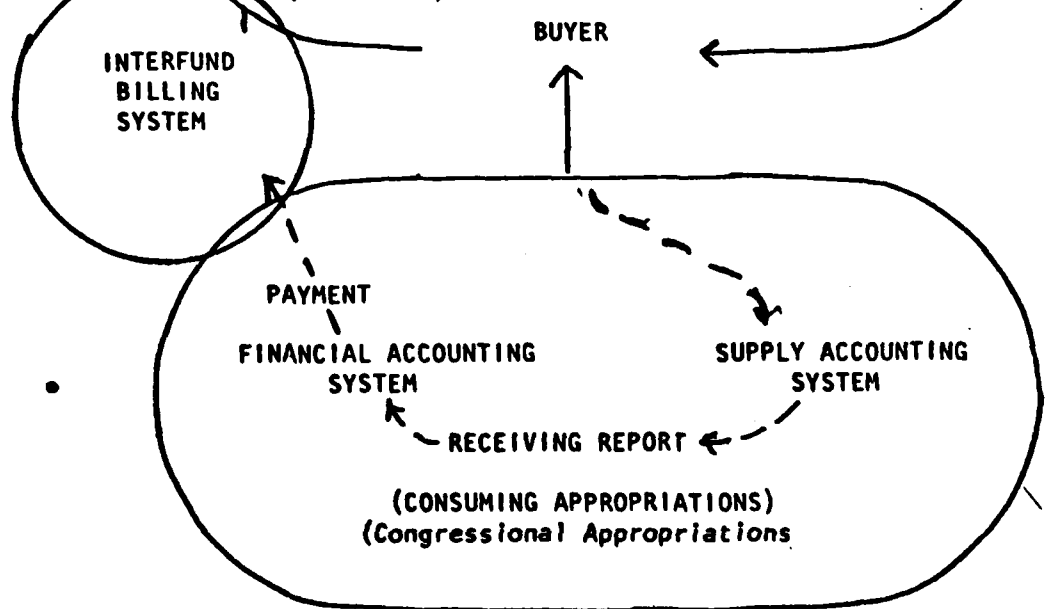 BUYER
INTERFUND
BILLING
SYSTEM
PAYMENT
FINANCIAL ACCOUNTING
SYSTEM
SUPPLY ACCOUNTING
SYSTEM
RECEIVING REPORT
(CONSUMING APPROPRIATIONS)
(Congressional Appropriations